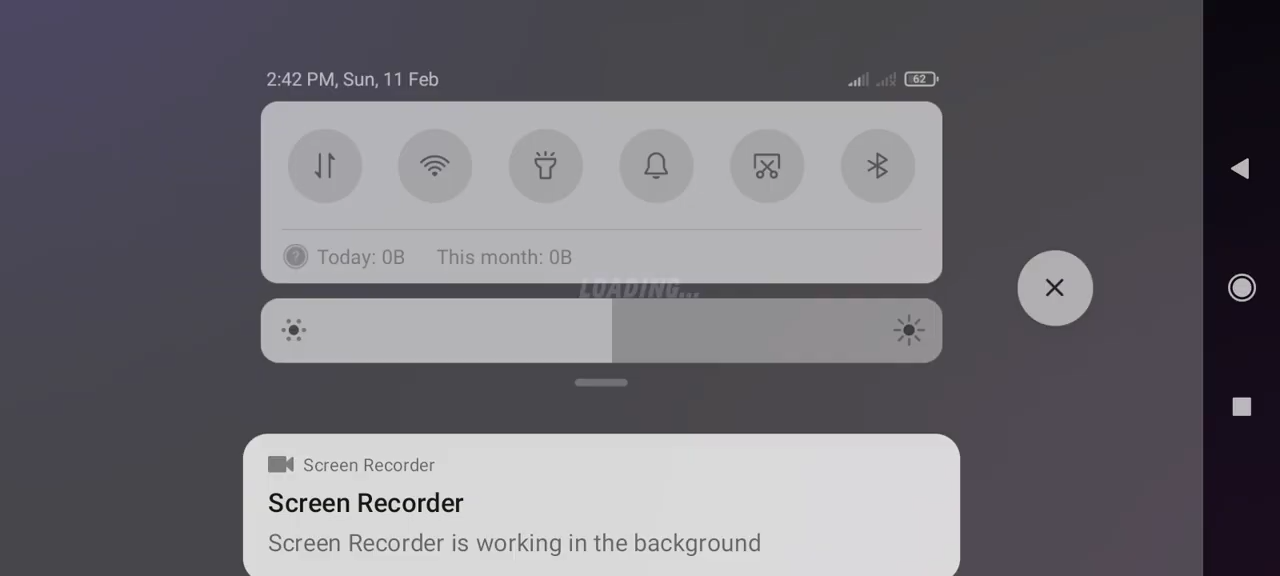 2:42 PM, Sun, 11 Feb
62
Today: 0B This month: 0B
LOADING...
Screen Recorder
Screen Recorder
Screen Recorder is working in the background